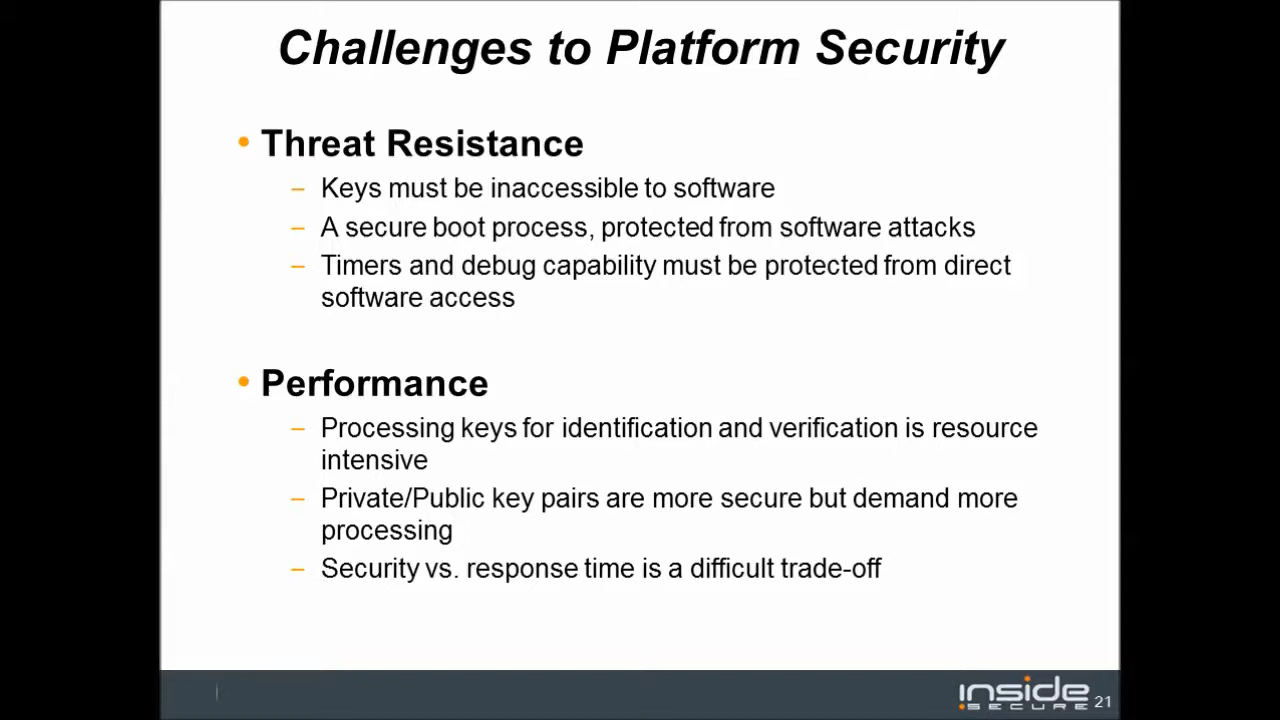 Challenges to Platform Security
• Threat Resistance
– Keys must be inaccessible to software
– A secure boot process, protected from software attacks
– Timers and debug capability must be protected from direct
software access
• Performance
– Processing keys for identification and verification is resource
intensive
– Private/Public key pairs are more secure but demand more
processing
– Security vs. response time is a difficult trade-off
inside
SECURE 21